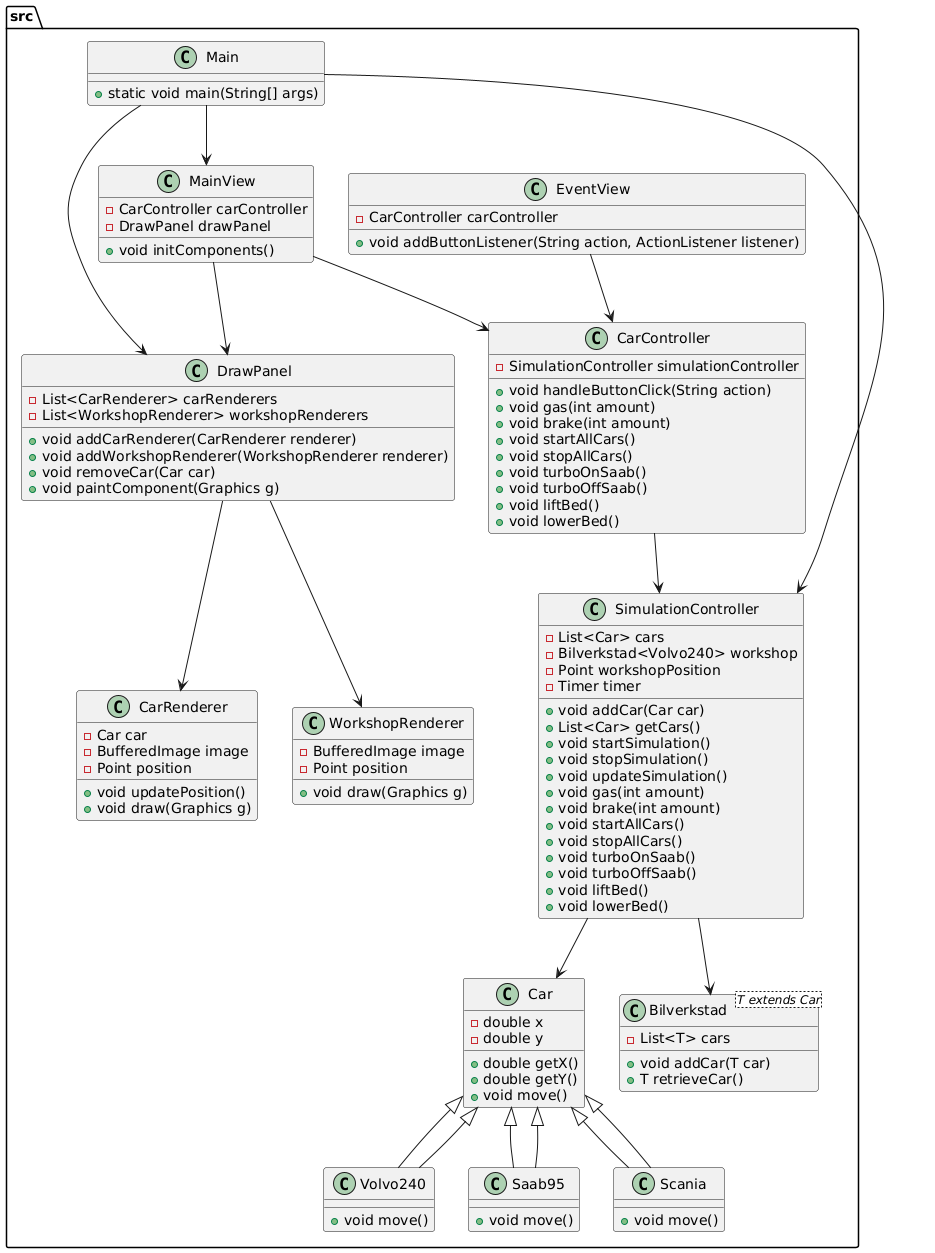 src
C Main
static void main(String[] args)
C MainView
CarController carController
DrawPanel drawPanel
void initComponents()
C EventView
CarController carController
void addButtonListener(String action, ActionListener listener)
C DrawPanel
List<CarRenderer> carRenderers
List<WorkshopRenderer> workshopRenderers
void addCarRenderer(CarRenderer renderer)
void addWorkshopRenderer(WorkshopRenderer renderer)
void removeCar(Car car)
void paintComponent(Graphics g)
C CarController
SimulationController simulationController
void handleButtonClick(String action)
void gas(int amount)
void brake(int amount)
void startAllCars()
void stopAllCars()
void turboOnSaab()
void turboOffSaab()
void liftBed()
void lowerBed()
C SimulationController
List<Car> cars
Bilverkstad<Volvo240> workshop
Point workshopPosition
Timer timer
void addCar(Car car)
List<Car> getCars()
void startSimulation()
void stopSimulation()
void updateSimulation()
void gas(int amount)
void brake(int amount)
void startAllCars()
void stopAllCars()
void turboOnSaab()
void turboOffSaab()
void liftBed()
void lowerBed()
C CarRenderer
Car car
BufferedImage image
Point position
void updatePosition()
void draw(Graphics g)
C WorkshopRenderer
BufferedImage image
Point position
void draw(Graphics g)
C Car
double x
double y
double getX()
double getY()
void move()
C Bilverkstad
T extends Car
List<T> cars
void addCar(T car)
T retrieveCar()
C Volvo240
void move()
C Saab95
void move()
C Scania
void move()